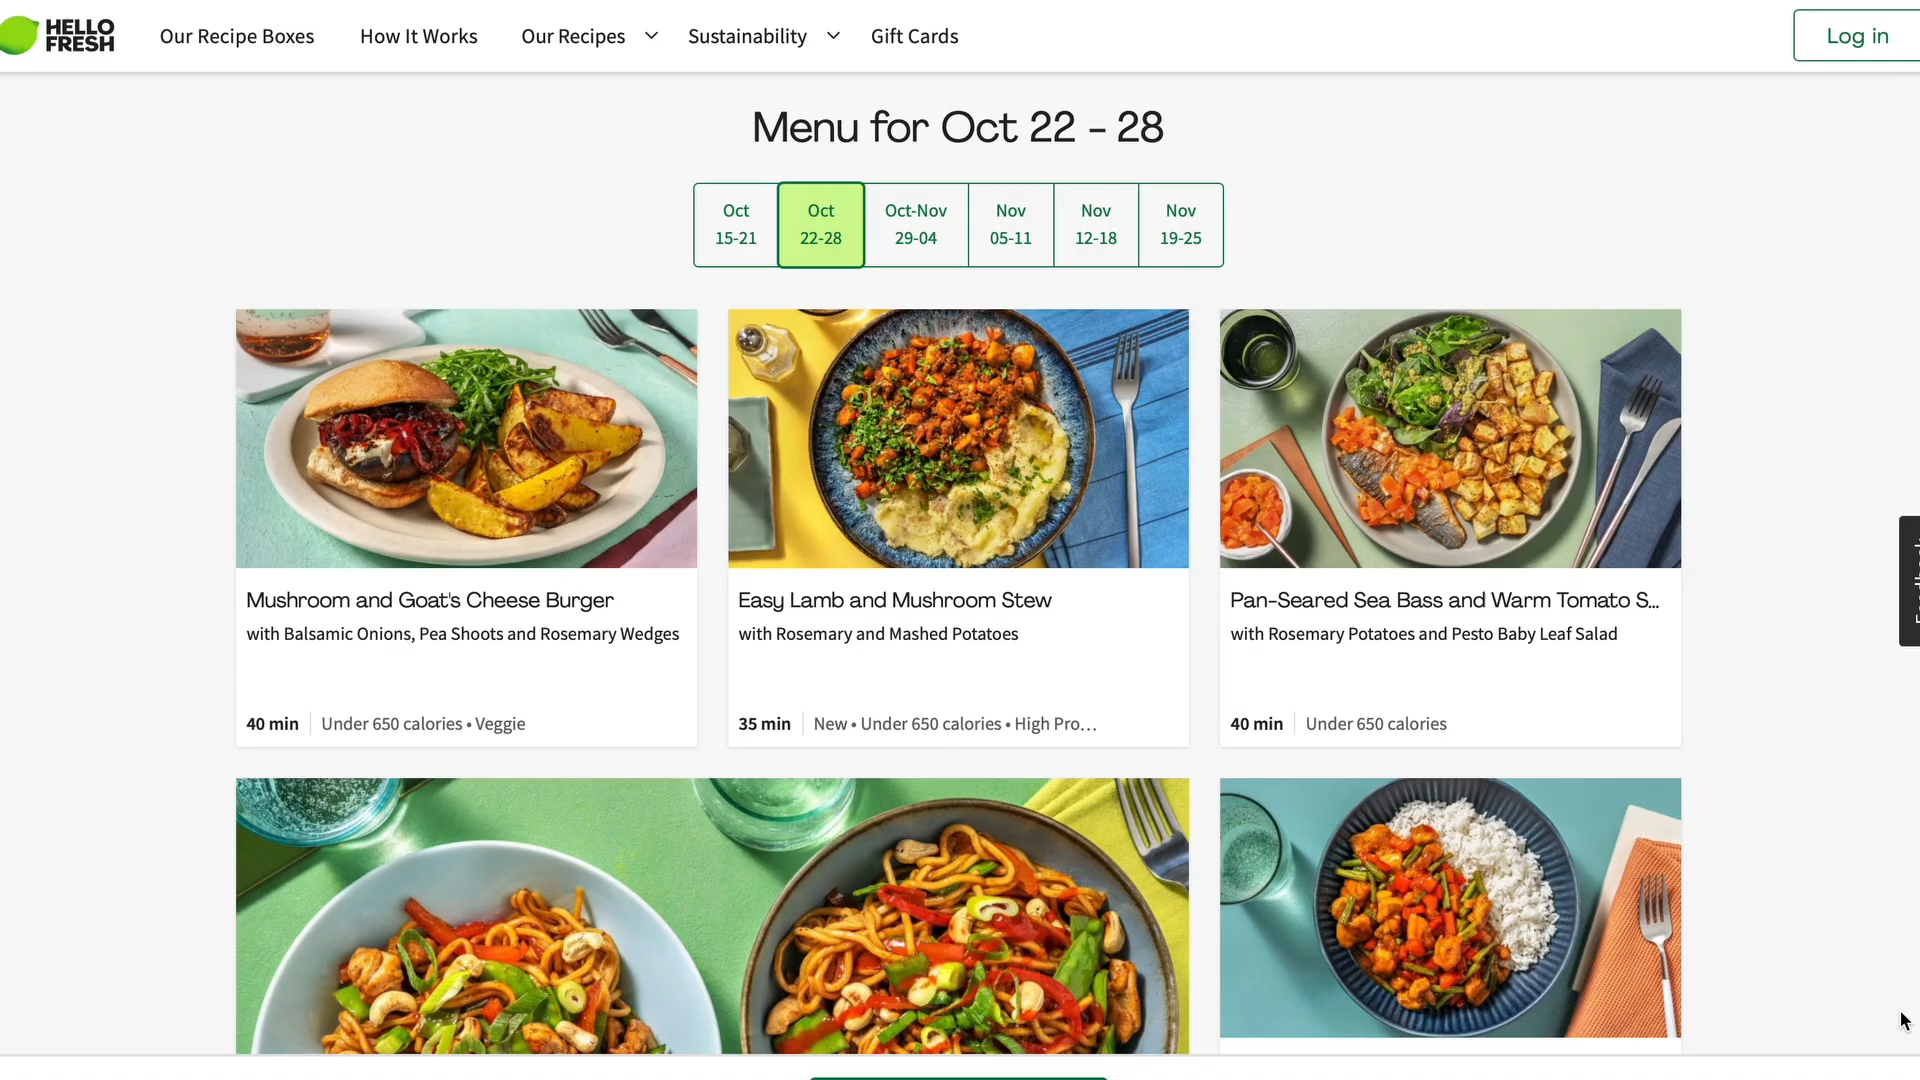 HELLO
FRESH
Our Recipe Boxes
How It Works
Our Recipes
Sustainability
Gift Cards
Log in
Menu for Oct 22 - 28
Oct
15-21
Oct
22-28
Oct-Nov
29-04
Nov
05-11
Nov
12-18
Nov
19-25
Mushroom and Goat's Cheese Burger
with Balsamic Onions, Pea Shoots and Rosemary Wedges
40 min
Under 650 calories • Veggie
Easy Lamb and Mushroom Stew
with Rosemary and Mashed Potatoes
35 min
New • Under 650 calories • High Pro...
Pan-Seared Sea Bass and Warm Tomato S...
with Rosemary Potatoes and Pesto Baby Leaf Salad
40 min
Under 650 calories